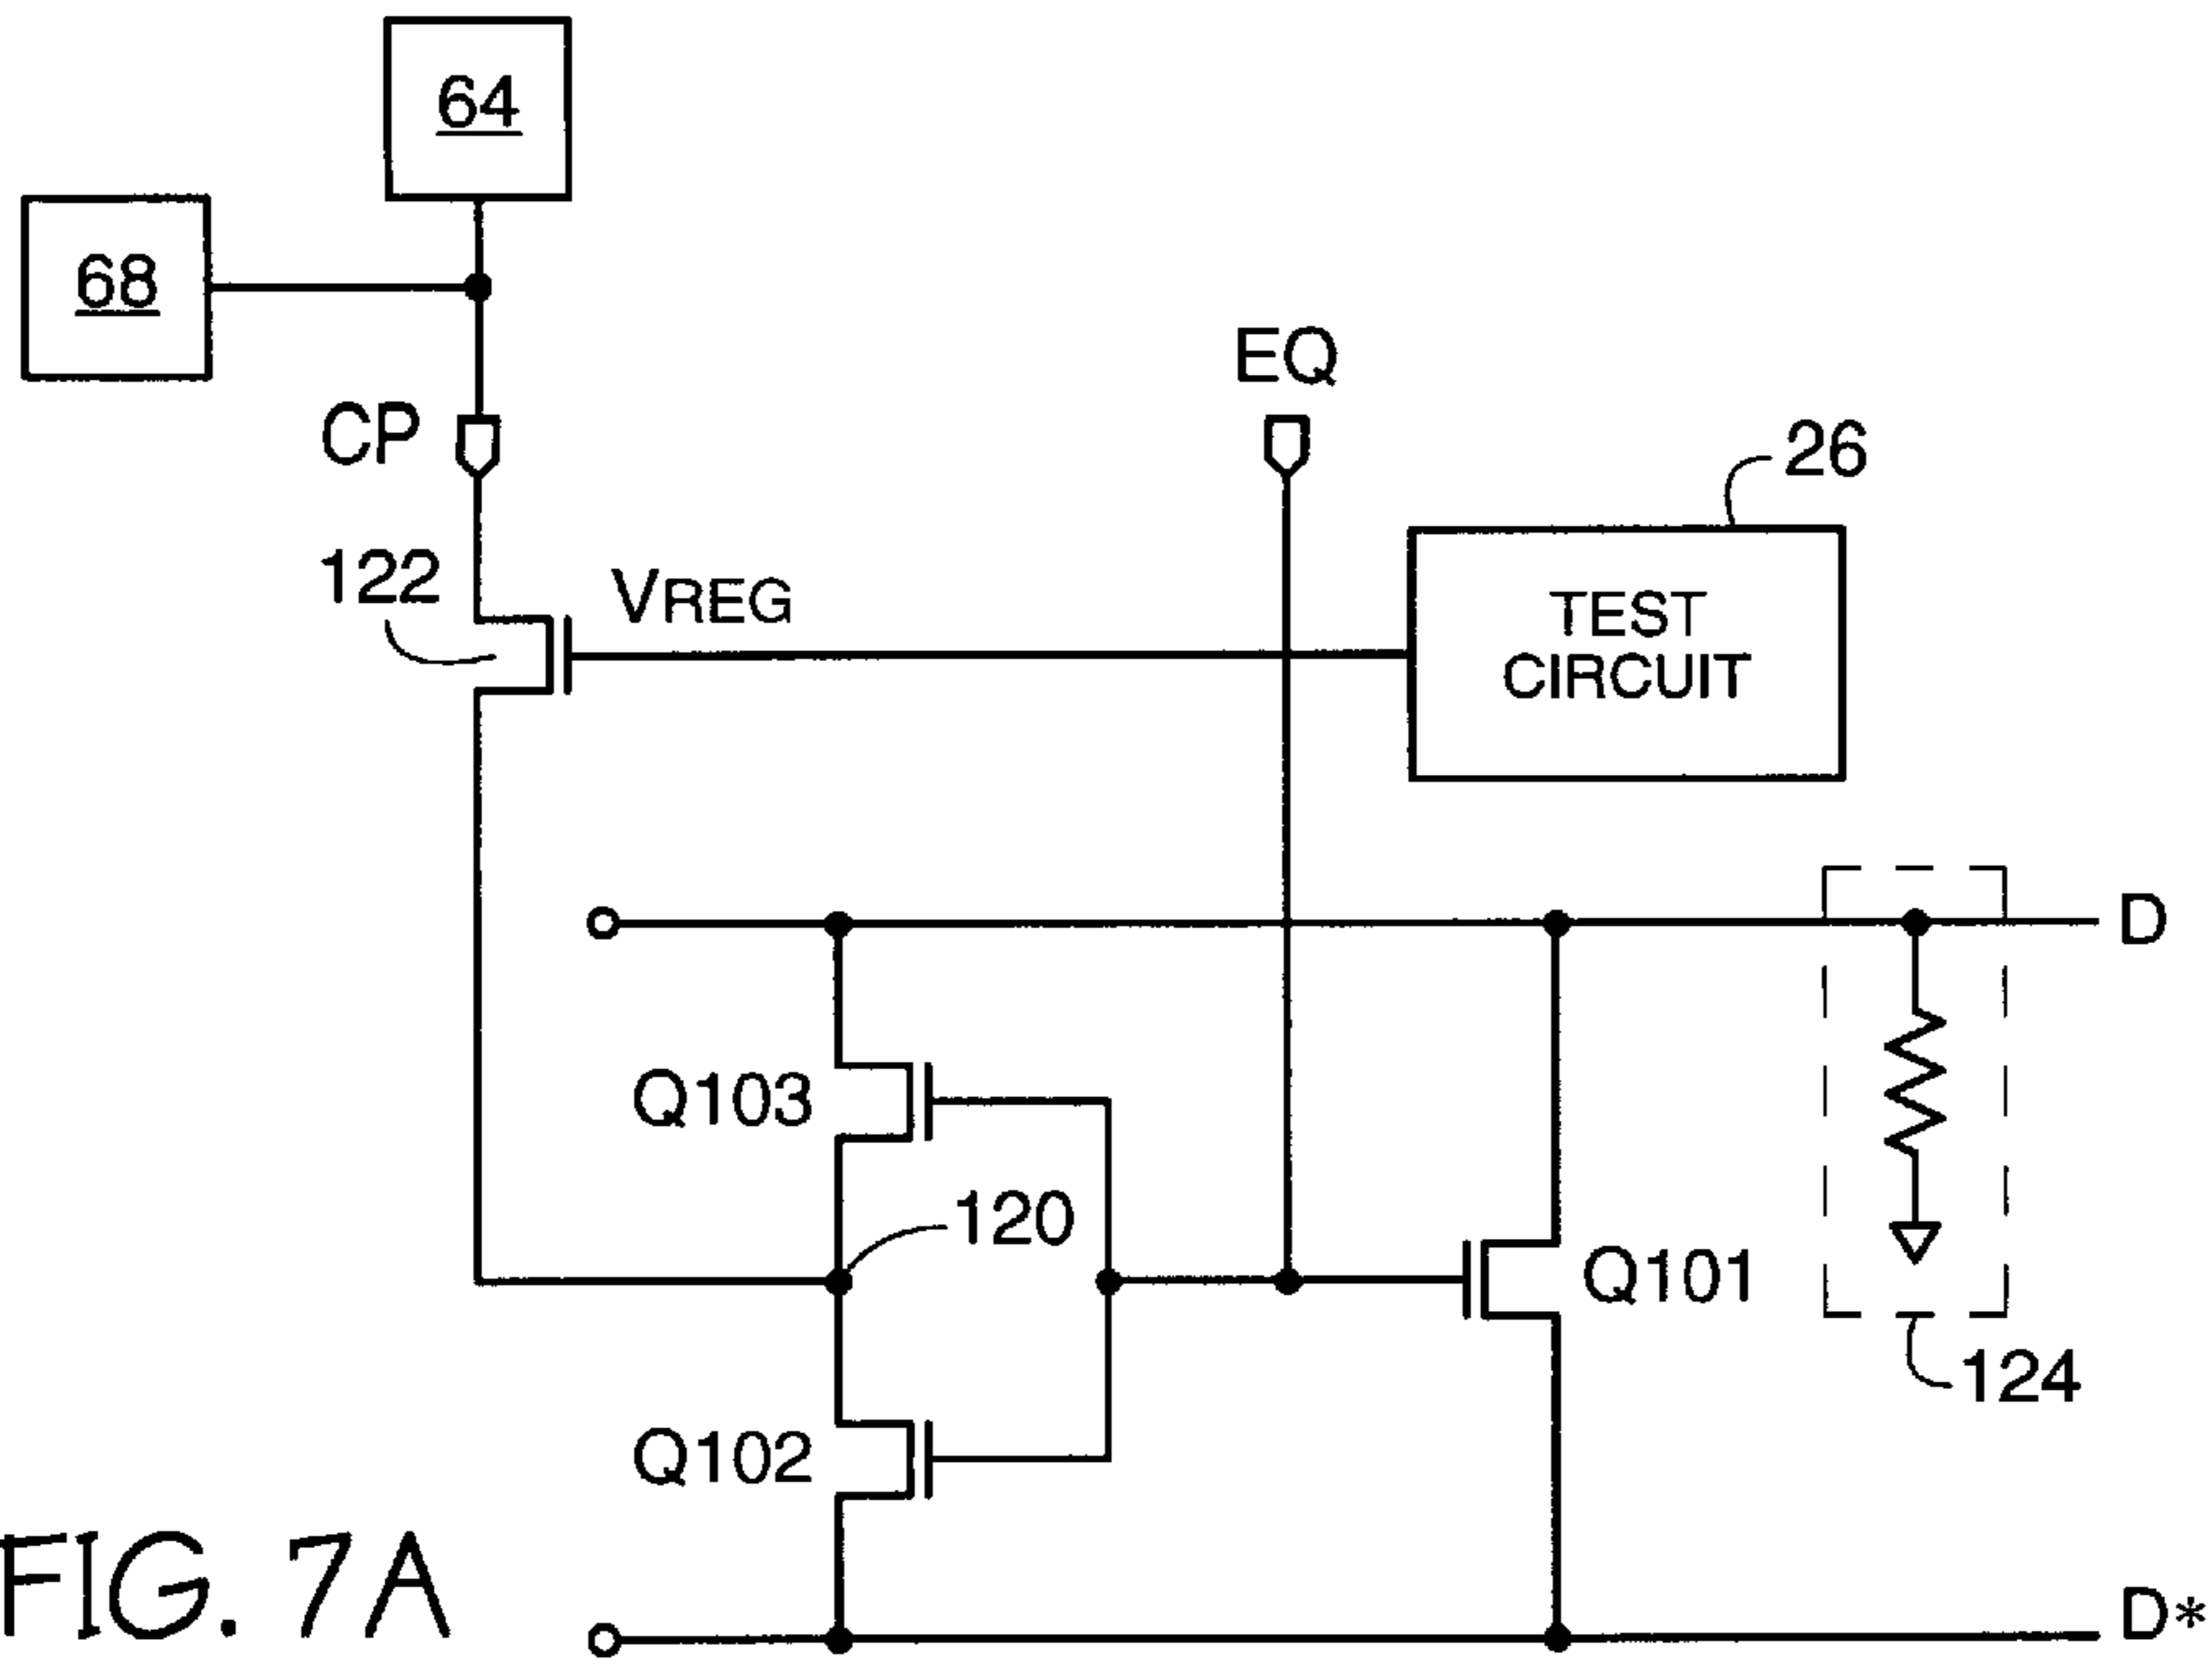 64
68
CP
EQ
26
122
VREG
TEST
CIRCUIT
D
Q103
120
Q101
124
Q102
FIG. 7A
D*